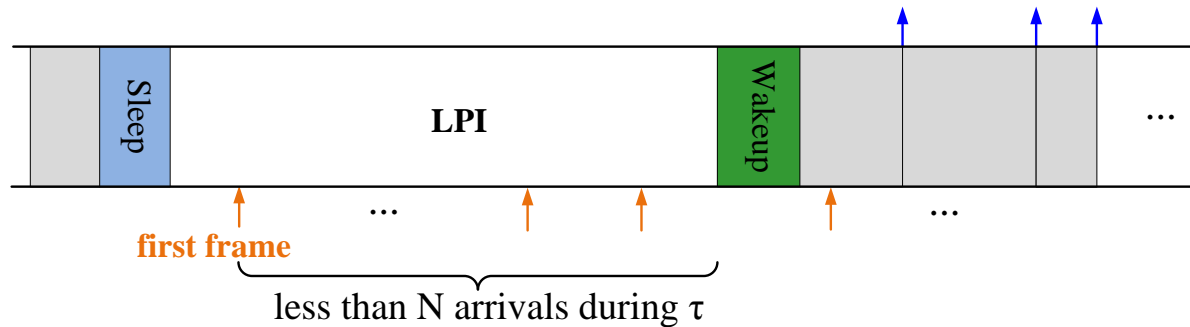 Sleep
LPI
Wakeup
...
...
...
first frame
less than N arrivals during τ